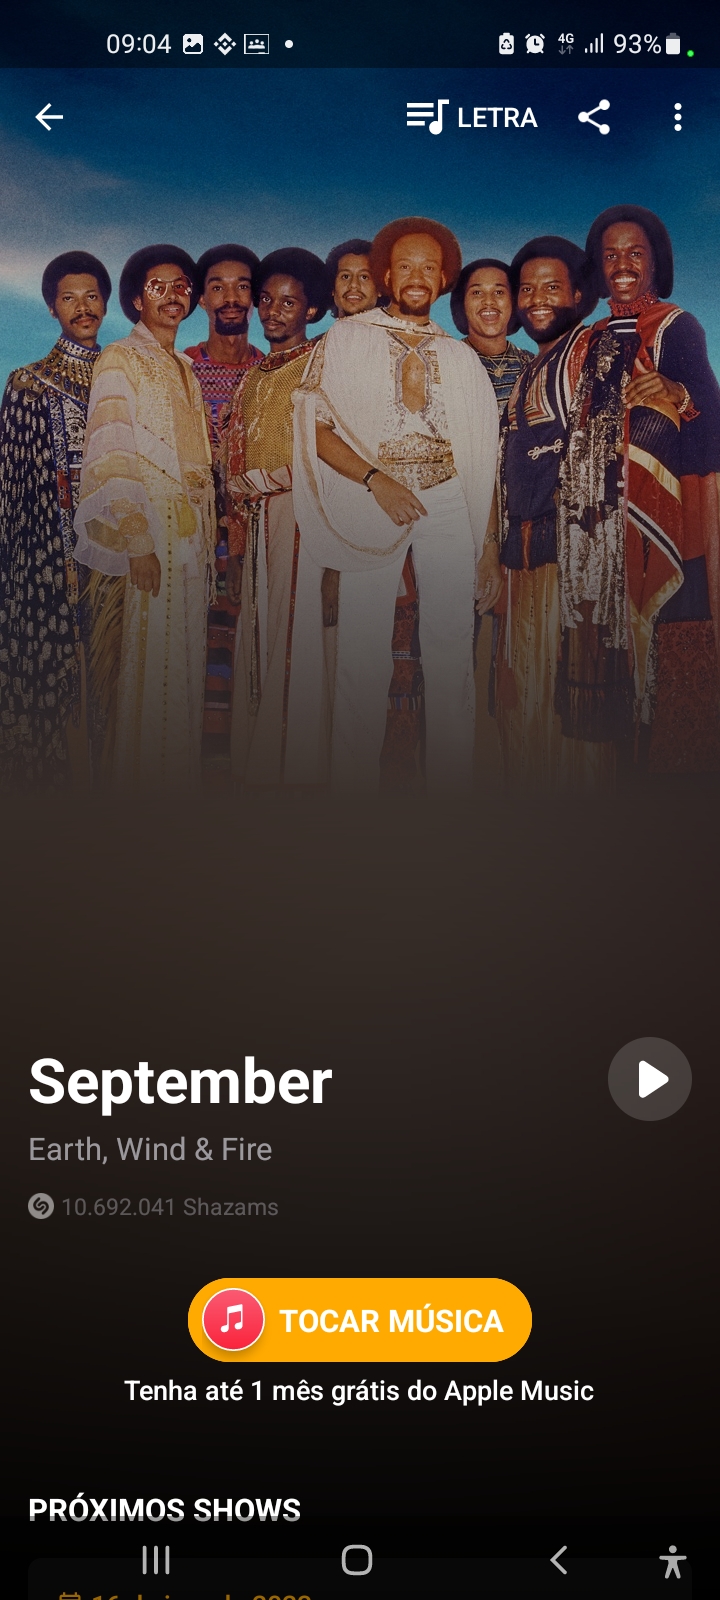 09:04 4G 93%
LETRA
September
Earth, Wind & Fire
10.692.041 Shazams
TOCAR MÚSICA
Tenha até 1 mês grátis do Apple Music
PRÓXIMOS SHOWS